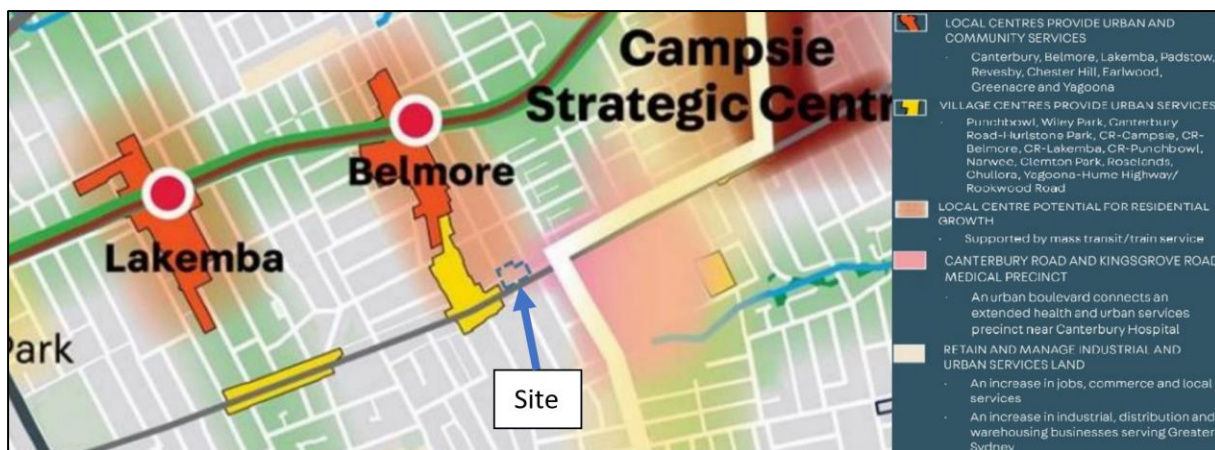 Campsie
Strategic Centr
Belmore
Lakemba
Park
Site
LOCAL CENTRES PROVIDE URBAN AND
COMMUNITY SERVICES
· Canterbury, Belmore, Lakemba, Padstow,
Revesby, Chester Hill, Earlwood,
Greenacre and Yagoona
VILLAGE CENTRES PROVIDE URBAN SERVICES
· Punchbowl, Wiley Park, Canterbury
Road-Hurlstone Park, CR-Campsie, CR-
Belmore, CR-Lakemba, CR-Punchbowl,
Narwee, Clemton Park, Roselands,
Chullora, Yagoona-Hume Highway/
Rookwood Road
LOCAL CENTRE POTENTIAL FOR RESIDENTIAL
GROWTH
· Supported by mass transit/train service
CANTERBURY ROAD AND KINGSGROVE ROAD
MEDICAL PRECINCT
· An urban boulevard connects an
extended health and urban services
precinct near Canterbury Hospital
RETAIN AND MANAGE INDUSTRIAL AND
URBAN SERVICES LAND
· An increase in jobs, commerce and local
services
· An increase in industrial, distribution and
warehousing businesses serving Greater
Sydney